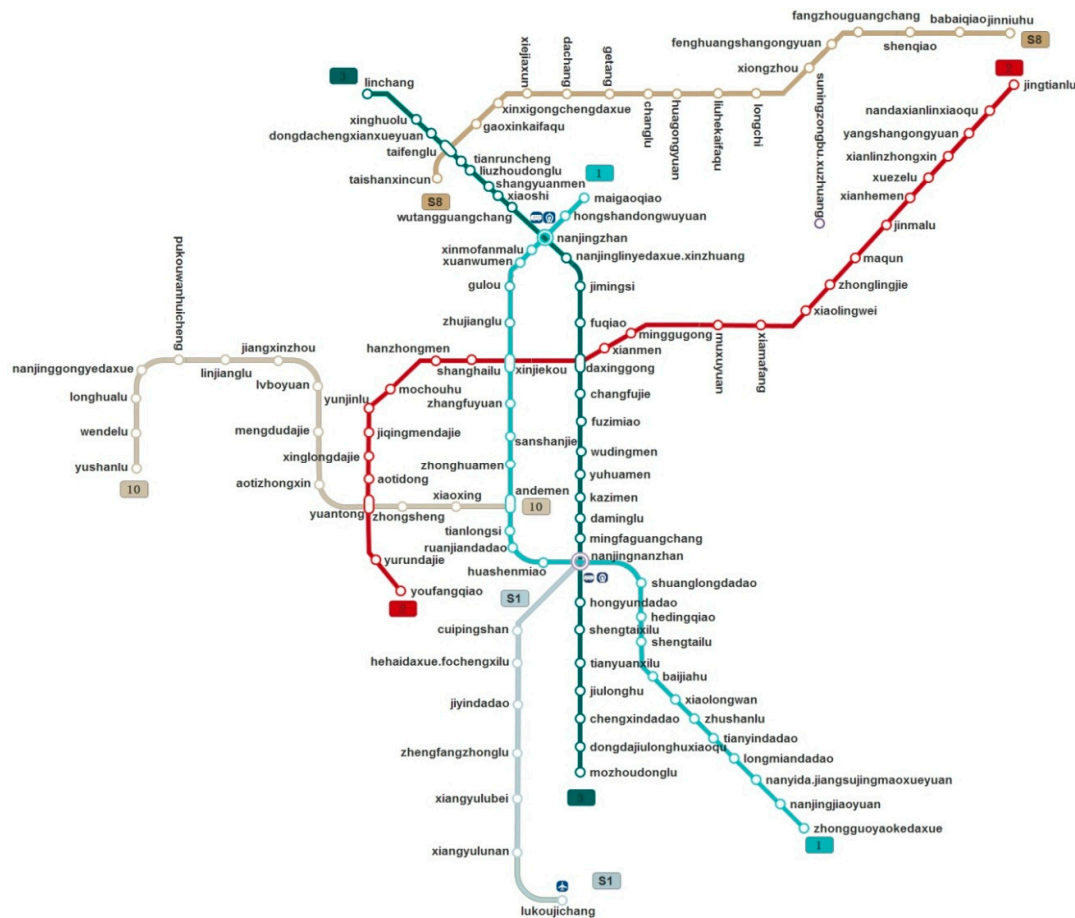 fangzhouguangchang
babaiqiao
jinniuhu
S8
shenqiao
fenghuangshangongyuan
xiongzhou
suningzongbu.xuzhuang
xiejiaxun
dachang
getang
xinxigongchengdaxue
gaoxinkaifaqu
changlu
huagongyuan
liuhekaifaqu
longchi
taishanxincun
S8
3
linchang
xinghuolu
dongdachengxianxueyuan
taifenglu
tianruncheng
liuzhoudonglu
shangyuanmen
xiaoshi
wutangguangchang
2
jingtianlu
nandaxianlinxiaoqu
yangshangongyuan
xianlinzhongxin
xuezelu
xianhemen
jinmalu
maqun
zhonglingjie
xiaolingwei
1
maigaoqiao
hongshandongwuyuan
nanjingzhan
xinmofanmalu
xuanwumen
nanjinglinyedaxue.xinzhuang
gulou
jimingsi
zhujianglu
fuqiao
minggugong
muxuyuan
xiamafang
xianmen
daxinggong
xinjiekou
shanghailu
hanzhongmen
mochouhu
yunjinlu
jiqingmendajie
xinglongdajie
aotidong
yuantong
yurundajie
youfangqiao
2
pukouwanhuicheng
nanjinggongyedaxue
linjianglu
jiangxinzhou
lvboyuan
longhualu
wendelu
yushanlu
10
mengdudajie
aotizhongxin
zhongsheng
xiaoxing
andemen
10
zhangfuyuan
sanshanjie
zhonghuamen
tianlongsi
ruanjiandadao
huashenmiao
changfujie
fuzimiao
wudingmen
yuhuamen
kazimen
daminglu
mingfaguangchang
nanjingnanzhan
S1
cuipingshan
hehaidaxue.fochengxilu
jiyindadao
zhengfangzhonglu
xiangyulubei
xiangyulunan
S1
lukoujichang
hongyundadao
shengtaixilu
tianyuanxilu
jiulonghu
chengxindadao
dongdajiulonghuxiaoqu
mozhoudonglu
3
shuanglongdadao
hedingqiao
shengtailu
baijiahu
xiaolongwan
zhushanlu
tianyindadao
longmiandadao
nanyida.jiangsujingmaoxueyuan
nanjingjiaoyuan
zhongguoyaokedaxue
1